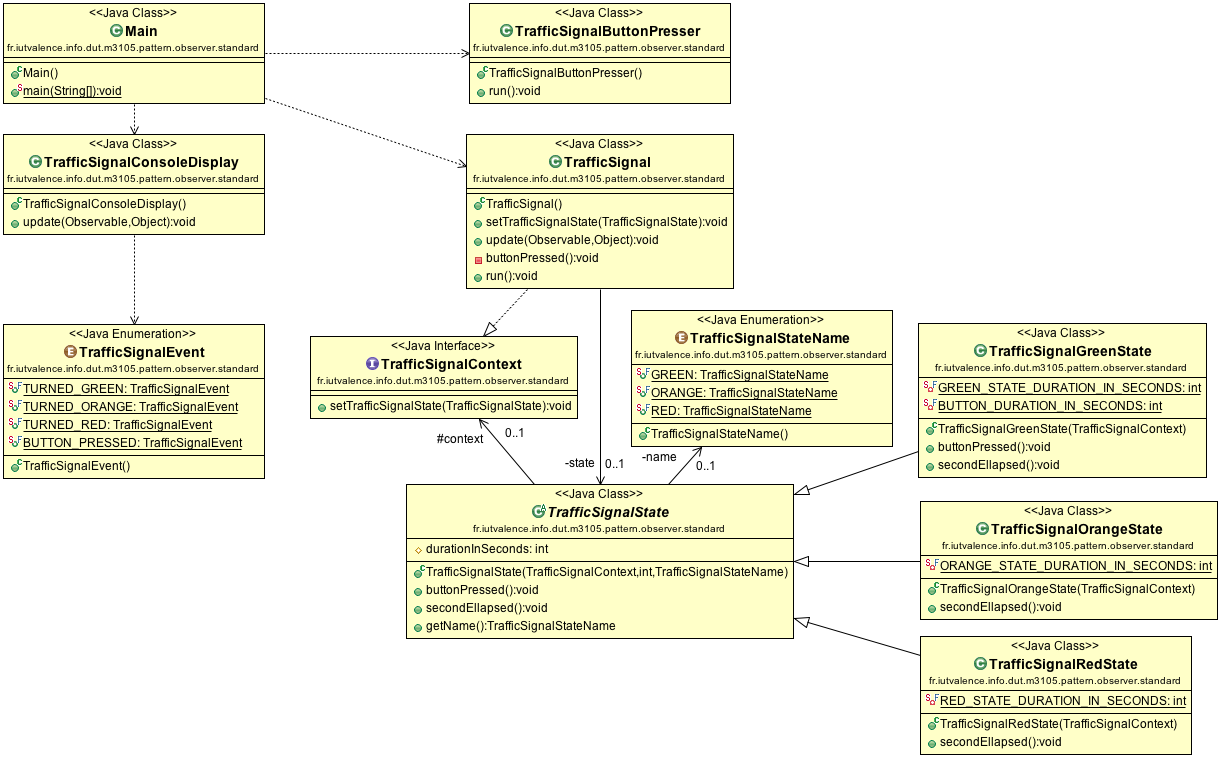 <<Java Class>>
Main
fr.iutvalence.info.dut.m3105.pattern.observer.standard
Main()
main(String[]):void
<<Java Class>>
TrafficSignalButtonPresser
fr.iutvalence.info.dut.m3105.pattern.observer.standard
TrafficSignalButtonPresser()
run():void
<<Java Class>>
TrafficSignalConsoleDisplay
fr.iutvalence.info.dut.m3105.pattern.observer.standard
TrafficSignalConsoleDisplay()
update(Observable,Object):void
<<Java Class>>
TrafficSignal
fr.iutvalence.info.dut.m3105.pattern.observer.standard
TrafficSignal()
setTrafficSignalState(TrafficSignalState):void
update(Observable,Object):void
buttonPressed():void
run():void
<<Java Enumeration>>
TrafficSignalEvent
fr.iutvalence.info.dut.m3105.pattern.observer.standard
TURNED_GREEN: TrafficSignalEvent
TURNED_ORANGE: TrafficSignalEvent
TURNED_RED: TrafficSignalEvent
BUTTON_PRESSED: TrafficSignalEvent
TrafficSignalEvent()
<<Java Interface>>
TrafficSignalContext
fr.iutvalence.info.dut.m3105.pattern.observer.standard
setTrafficSignalState(TrafficSignalState):void
<<Java Enumeration>>
TrafficSignalStateName
fr.iutvalence.info.dut.m3105.pattern.observer.standard
GREEN: TrafficSignalStateName
ORANGE: TrafficSignalStateName
RED: TrafficSignalStateName
TrafficSignalStateName()
<<Java Class>>
TrafficSignalGreenState
fr.iutvalence.info.dut.m3105.pattern.observer.standard
GREEN_STATE_DURATION_IN_SECONDS: int
BUTTON_DURATION_IN_SECONDS: int
TrafficSignalGreenState(TrafficSignalContext)
buttonPressed():void
secondEllapsed():void
#context
0..1
-state
0..1
-name
0..1
<<Java Class>>
TrafficSignalState
fr.iutvalence.info.dut.m3105.pattern.observer.standard
durationInSeconds: int
TrafficSignalState(TrafficSignalContext,int,TrafficSignalStateName)
buttonPressed():void
secondEllapsed():void
getName():TrafficSignalStateName
<<Java Class>>
TrafficSignalOrangeState
fr.iutvalence.info.dut.m3105.pattern.observer.standard
ORANGE_STATE_DURATION_IN_SECONDS: int
TrafficSignalOrangeState(TrafficSignalContext)
secondEllapsed():void
<<Java Class>>
TrafficSignalRedState
fr.iutvalence.info.dut.m3105.pattern.observer.standard
RED_STATE_DURATION_IN_SECONDS: int
TrafficSignalRedState(TrafficSignalContext)
secondEllapsed():void